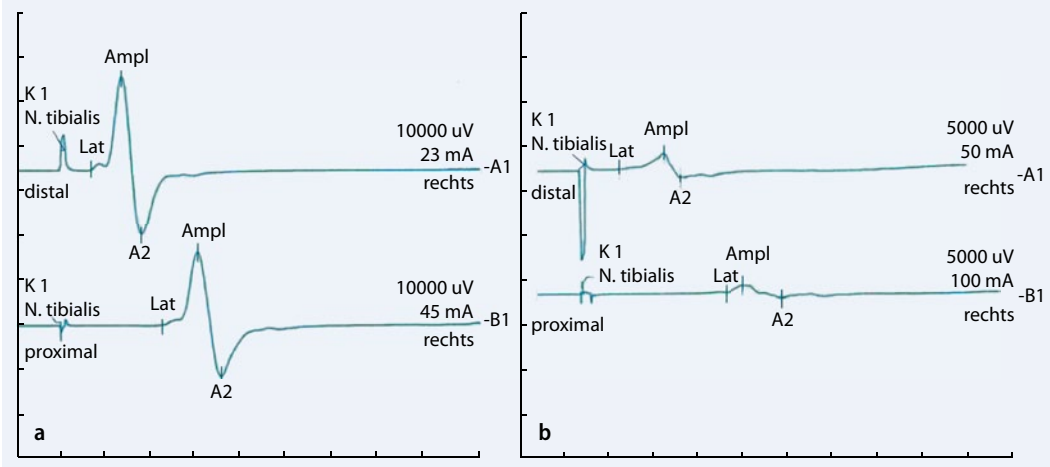 Ampl
K 1
N. tibialis
Lat
10000 uV
23 mA
-A1
rechts
distal
A2
Ampl
K 1
N. tibialis
Lat
10000 uV
45 mA
-B1
rechts
proximal
A2
a
K 1
N. tibialis
Lat
Ampl
5000 uV
50 mA
-A1
rechts
distal
A2
K 1
N. tibialis
Ampl
Lat
5000 uV
100 mA
-B1
rechts
proximal
A2
b